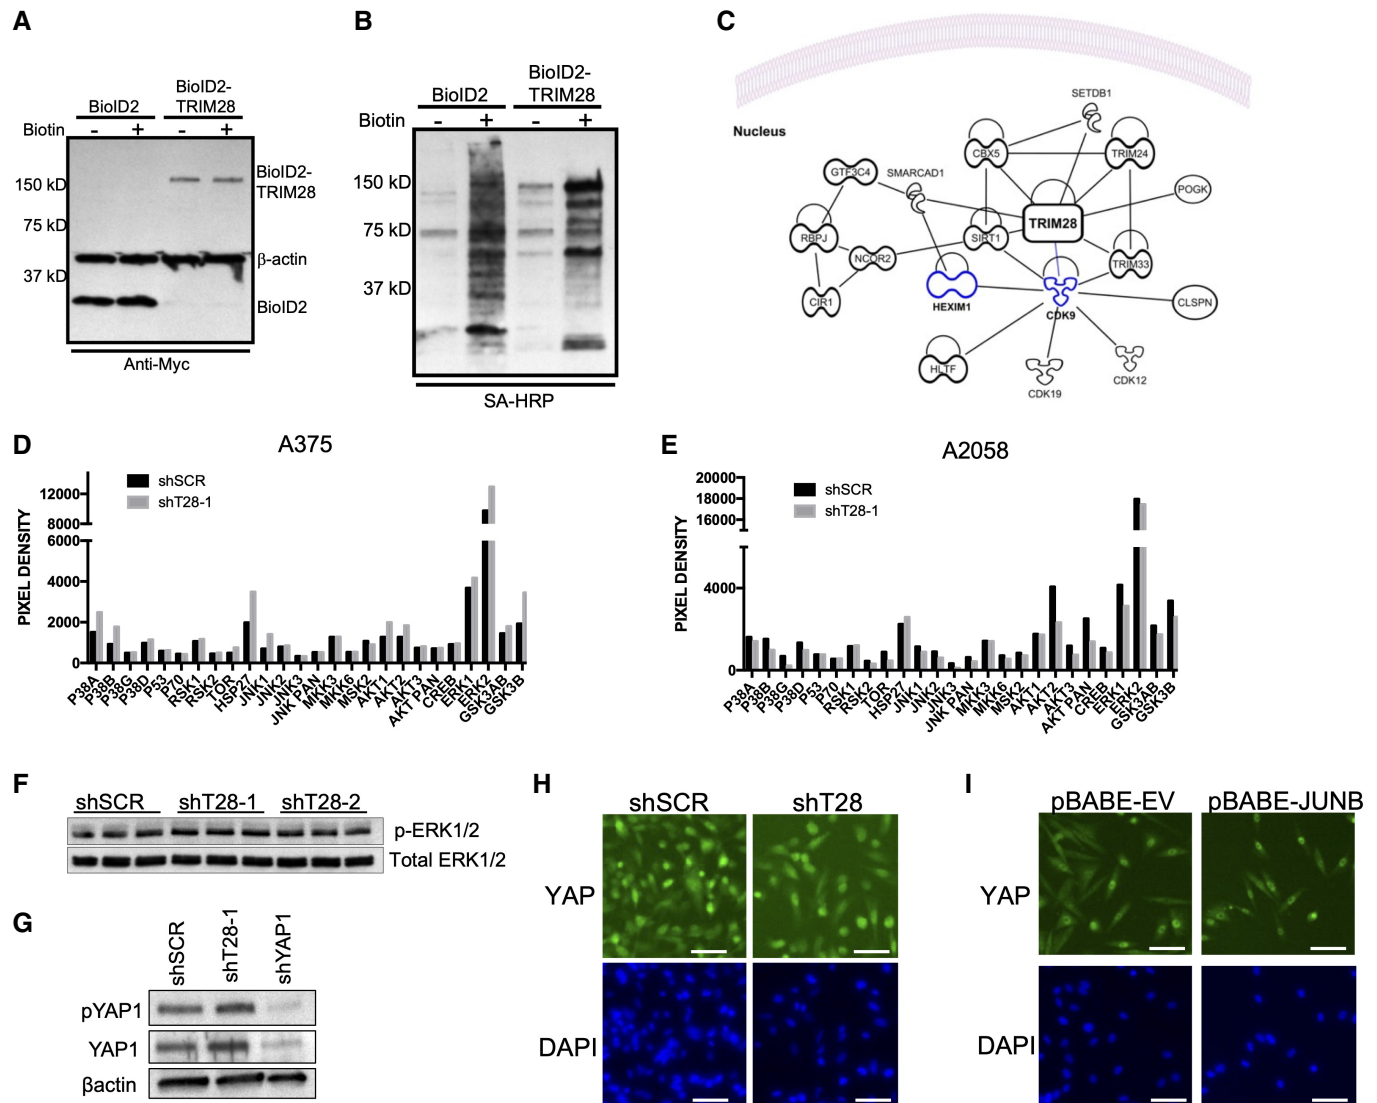 A
BioID2
BioID2-
TRIM28
Biotin - + - +
150 kD
75 kD
37 kD
BioID2-
TRIM28
β-actin
BioID2
Anti-Myc
B
BioID2
BioID2-
TRIM28
Biotin - + - +
150 kD
75 kD
37 kD
SA-HRP
C
Nucleus
SETDB1
CBX5
TRIM24
GTF3C4
SMARCAD1
POGK
TRIM28
RBPJ
SIRT1
NCOR2
TRIM33
CIR1
HEXIM1
CDK9
CLSPN
HLTF
CDK19
CDK12
D
A375
shSCR
shT28-1
PIXEL DENSITY
12000
8000
6000
4000
2000
0
P38A P38B P38G P38D P53 P70 RSK1 RSK2 TOR HSP27 JNK1 JNK2 JNK3 JNK PAN MKK3 MKK6 MSK2 AKT1 AKT2 AKT3 AKT PAN CREB ERK1 ERK2 GSK3AB GSK3B
E
A2058
shSCR
shT28-1
PIXEL DENSITY
20000
18000
16000
4000
0
P38A P38B P38G P38D P53 P70 RSK1 RSK2 TOR HSP27 JNK1 JNK2 JNK3 JNK PAN MKK3 MKK6 MSK2 AKT1 AKT2 AKT3 AKT PAN CREB ERK1 ERK2 GSK3AB GSK3B
F
shSCR shT28-1 shT28-2
p-ERK1/2
Total ERK1/2
G
shSCR
shT28-1
shYAP1
pYAP1
YAP1
βactin
H
shSCR shT28
YAP
DAPI
I
pBABE-EV pBABE-JUNB
YAP
DAPI